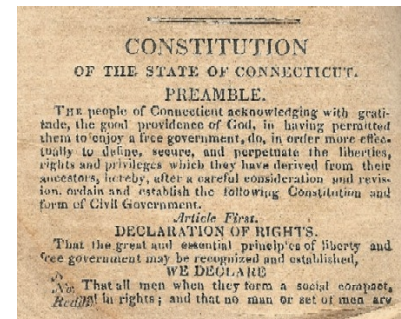 CONSTITUTION
OF THE STATE OF CONNECTICUT.
PREAMBLE.
THE people of Connecticut acknowledging with grati-
tude, the good providence of God, in having permitted
them to enjoy a free government, do, in order more effec-
tually to define, secure, and perpetuate the liberties,
rights and privileges which they have derived from their
ancestors, hereby, after a careful consideration and revis-
ion, ordain and establish the following Constitution and
form of Civil Government.
Article First.
DECLARATION OF RIGHTS.
That the great and essential principles of liberty and
free government may be recognized and established,
WE DECLARE
That all men when they form a social compact,
in rights; and that no man or set of men are